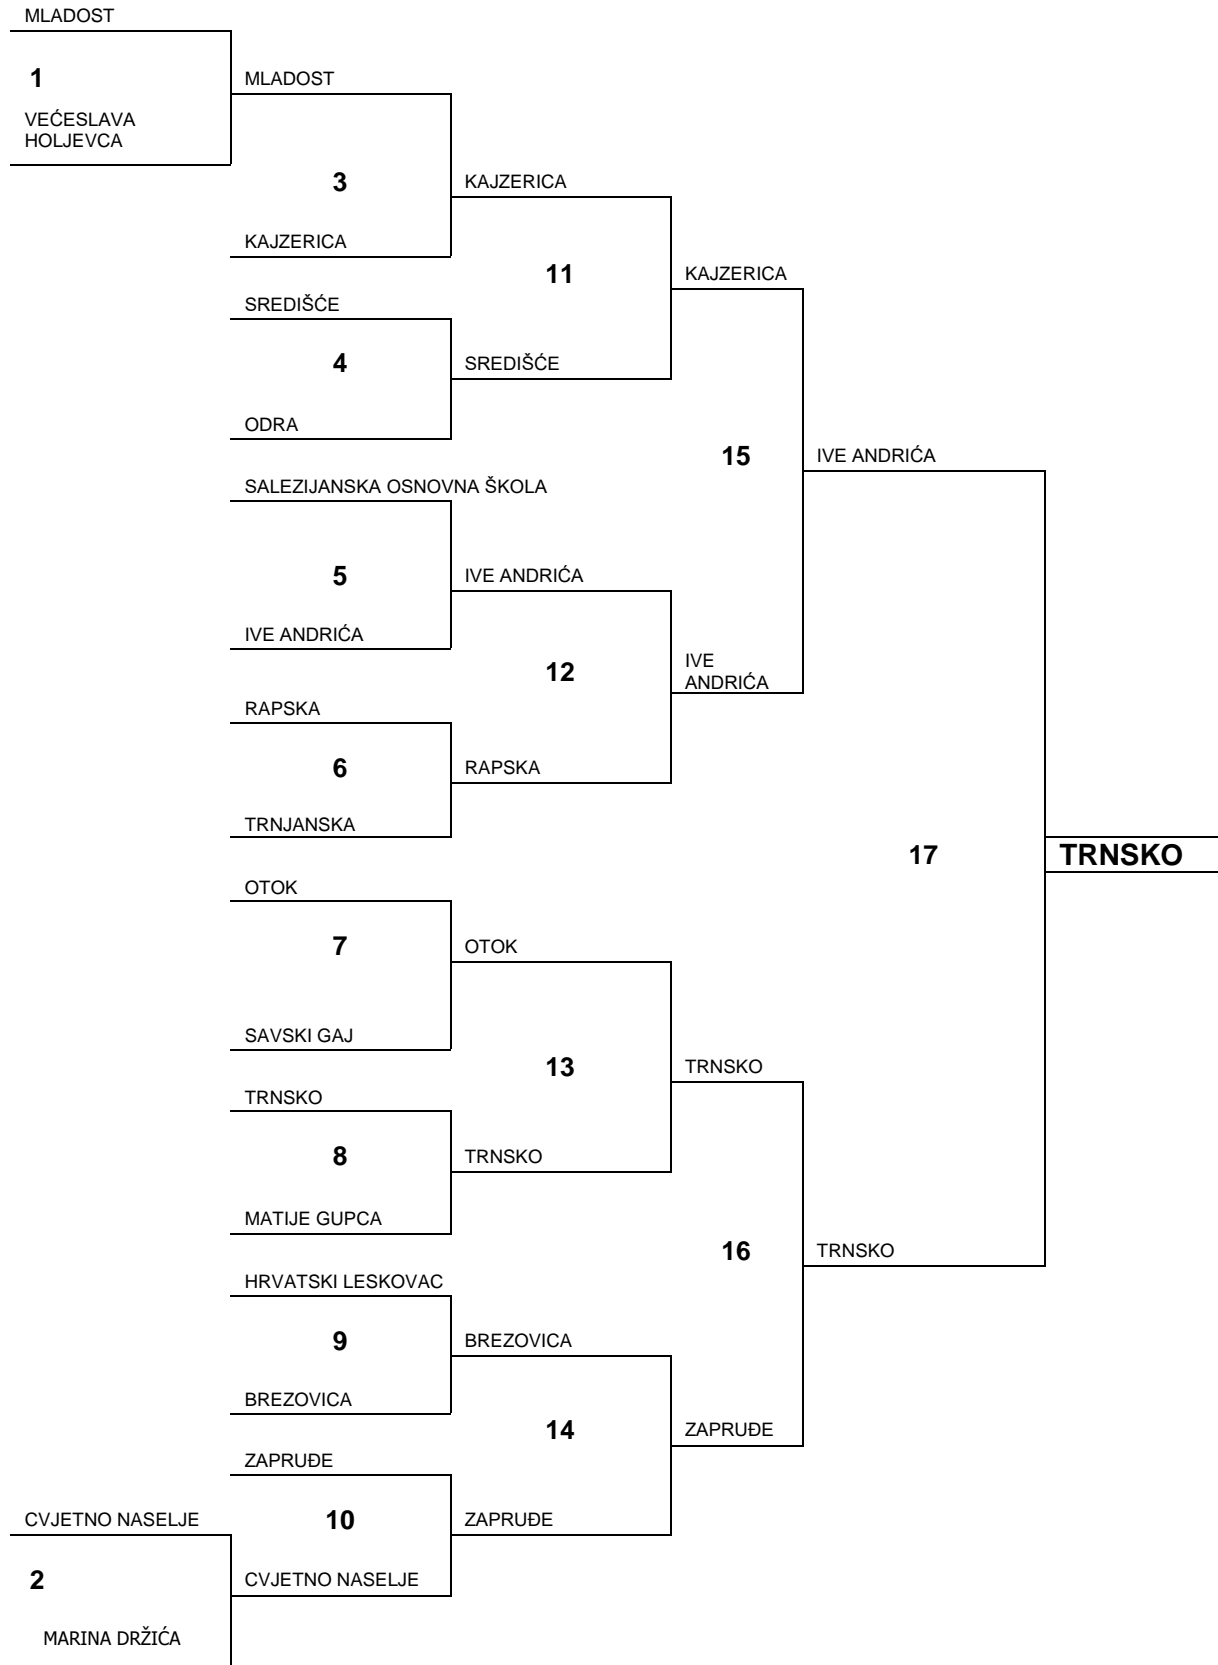 MLADOST
1
MLADOST
VEĆESLAVA
HOLJEVCA
3
KAJZERICA
KAJZERICA
11
KAJZERICA
SREDIŠĆE
4
SREDIŠĆE
ODRA
15
IVE ANDRIĆA
SALEZIJANSKA OSNOVNA ŠKOLA
5
IVE ANDRIĆA
IVE ANDRIĆA
12
IVE
ANDRIĆA
RAPSKA
6
RAPSKA
TRNJANSKA
17
TRNSKO
OTOK
7
OTOK
SAVSKI GAJ
13
TRNSKO
TRNSKO
8
TRNSKO
MATIJE GUPCA
16
TRNSKO
HRVATSKI LESKOVAC
9
BREZOVICA
BREZOVICA
14
ZAPRUĐE
ZAPRUĐE
CVJETNO NASELJE
10
ZAPRUĐE
2
CVJETNO NASELJE
MARINA DRŽIĆA